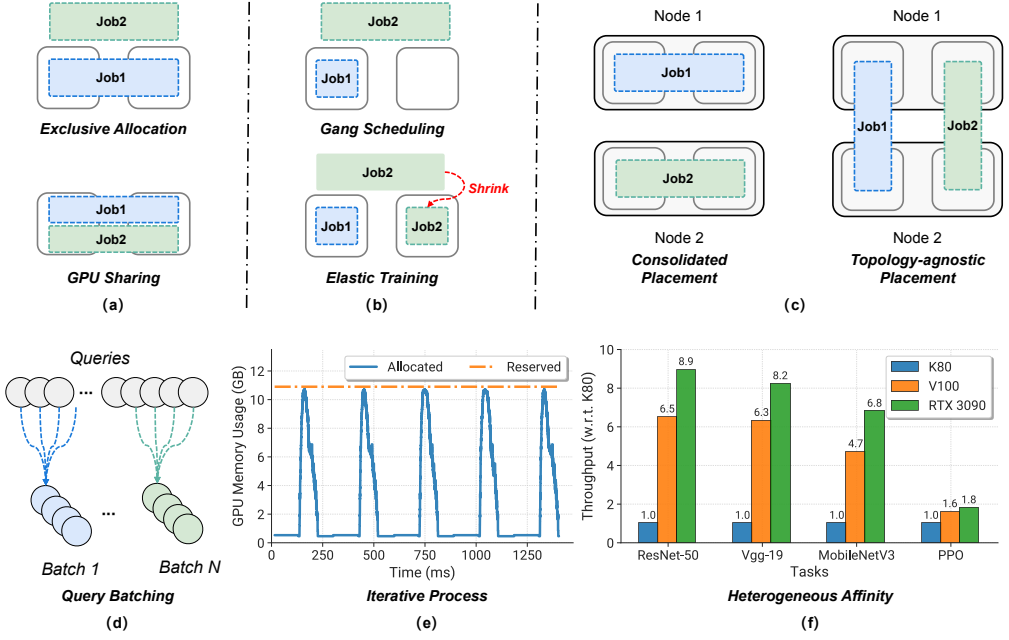 Job2
Job1
Exclusive Allocation
Job1
Job2
GPU Sharing
(a)
Job2
Job1
Gang Scheduling
Job2
Shrink
Job1
Job2
Elastic Training
(b)
Node 1
Job1
Job2
Node 2
Consolidated
Placement
Node 1
Job1
Job2
Node 2
Topology-agnostic
Placement
(c)
Queries
...
...
Batch 1
Batch N
Query Batching
(d)
GPU Memory Usage (GB)
Allocated
Reserved
12
10
8
6
4
2
0
0
250
500
750
1000
1250
Time (ms)
Iterative Process
(e)
Throughput (w.r.t. K80)
10
8
6
4
2
0
K80
V100
RTX 3090
1.0
6.5
8.9
1.0
6.3
8.2
1.0
4.7
6.8
1.0
1.6
1.8
ResNet-50
Vgg-19
MobileNetV3
PPO
Tasks
Heterogeneous Affinity
(f)